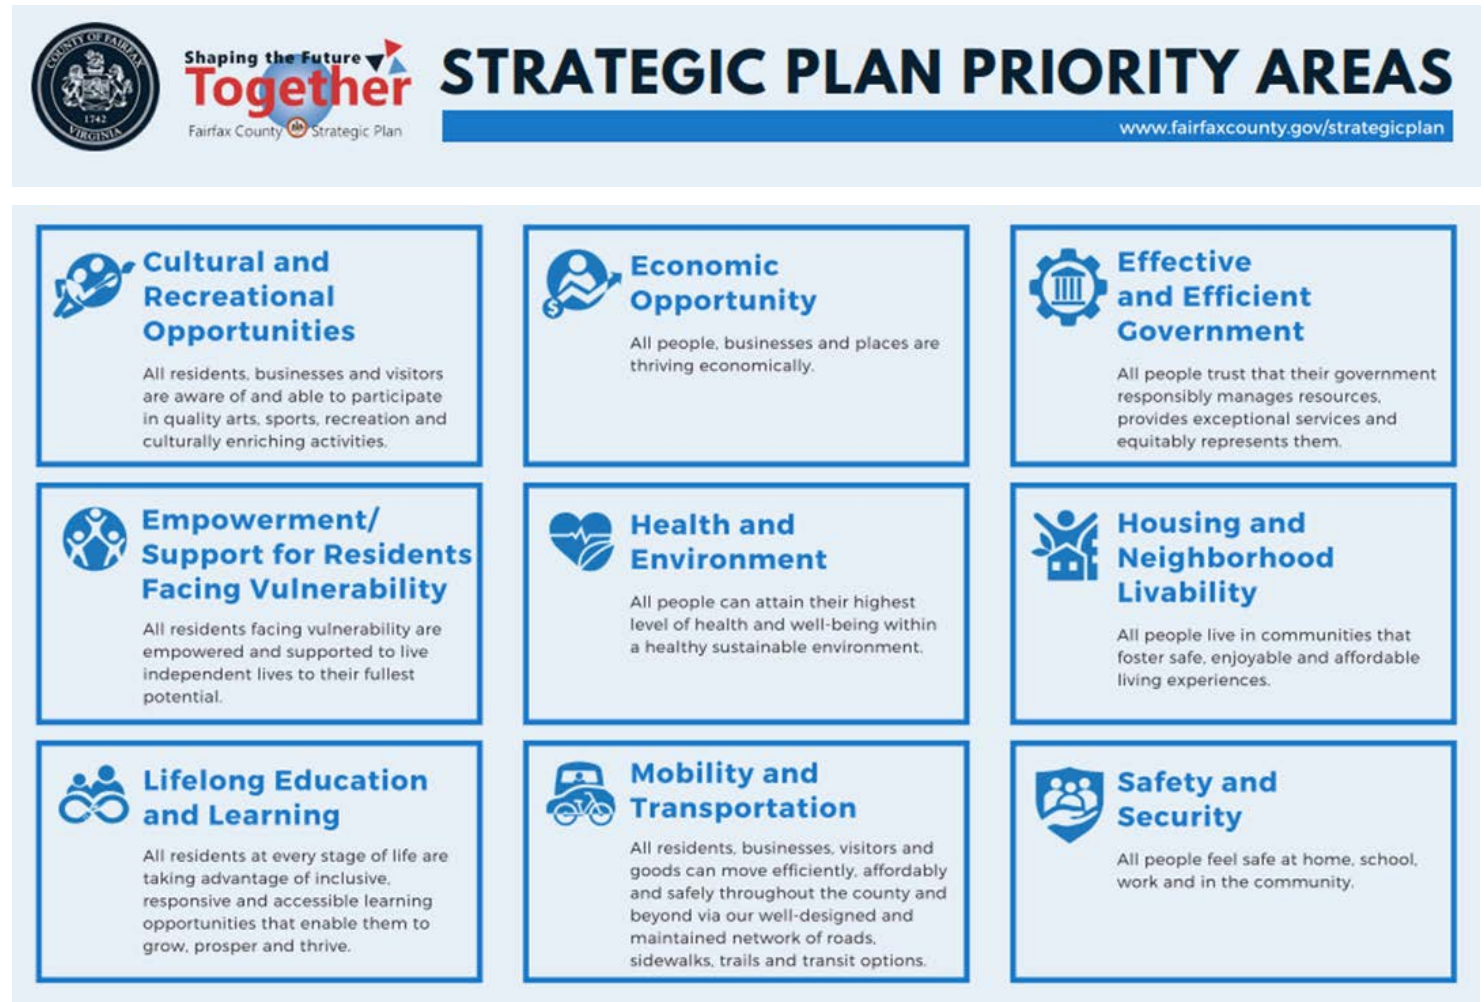 COUNTY OF FAIRFAX
1742
VIRGINIA
Shaping the Future
Together
Fairfax County Strategic Plan
STRATEGIC PLAN PRIORITY AREAS
www.fairfaxcounty.gov/strategicplan
Cultural and
Recreational
Opportunities
All residents, businesses and visitors
are aware of and able to participate
in quality arts, sports, recreation and
culturally enriching activities.
Economic
Opportunity
All people, businesses and places are
thriving economically.
Effective
and Efficient
Government
All people trust that their government
responsibly manages resources,
provides exceptional services and
equitably represents them.
Empowerment/
Support for Residents
Facing Vulnerability
All residents facing vulnerability are
empowered and supported to live
independent lives to their fullest
potential.
Health and
Environment
All people can attain their highest
level of health and well-being within
a healthy sustainable environment.
Housing and
Neighborhood
Livability
All people live in communities that
foster safe, enjoyable and affordable
living experiences.
Lifelong Education
and Learning
All residents at every stage of life are
taking advantage of inclusive,
responsive and accessible learning
opportunities that enable them to
grow, prosper and thrive.
Mobility and
Transportation
All residents, businesses, visitors and
goods can move efficiently, affordably
and safely throughout the county and
beyond via our well-designed and
maintained network of roads,
sidewalks, trails and transit options.
Safety and
Security
All people feel safe at home, school,
work and in the community.